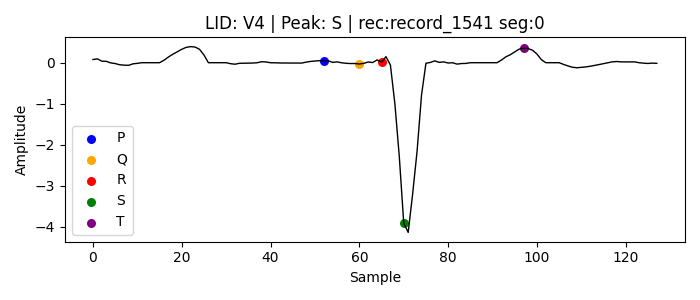 LID: V4 | Peak: S | rec:record_1541 seg:0
Amplitude
0
−1
−2
−3
−4
P
Q
R
S
T
0 20 40 60 80 100 120
Sample